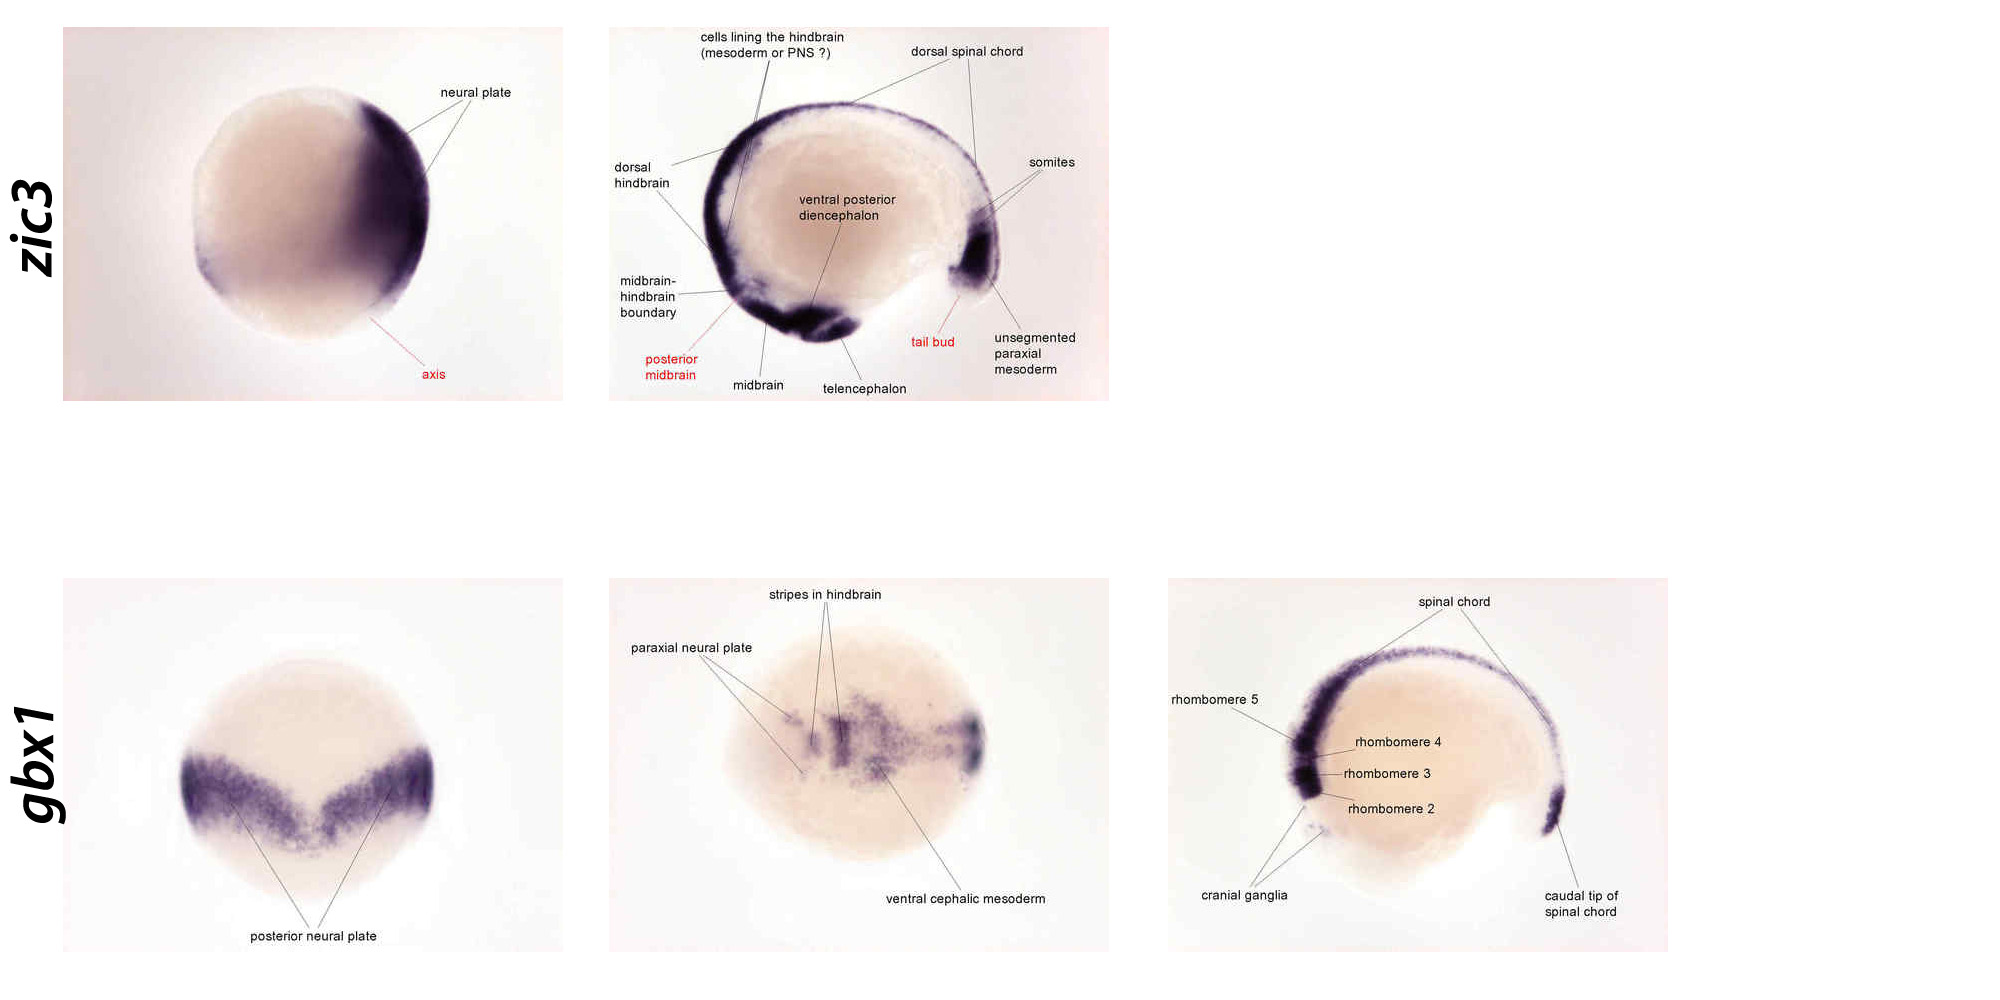 zic3
neural plate
axis
cells lining the hindbrain
(mesoderm or PNS ?)
dorsal spinal chord
somites
dorsal
hindbrain
ventral posterior
diencephalon
midbrain-
hindbrain
boundary
posterior
midbrain
midbrain
telencephalon
tail bud
unsegmented
paraxial
mesoderm
gbx1
posterior neural plate
stripes in hindbrain
paraxial neural plate
ventral cephalic mesoderm
spinal chord
rhombomere 5
rhombomere 4
rhombomere 3
rhombomere 2
cranial ganglia
caudal tip of
spinal chord